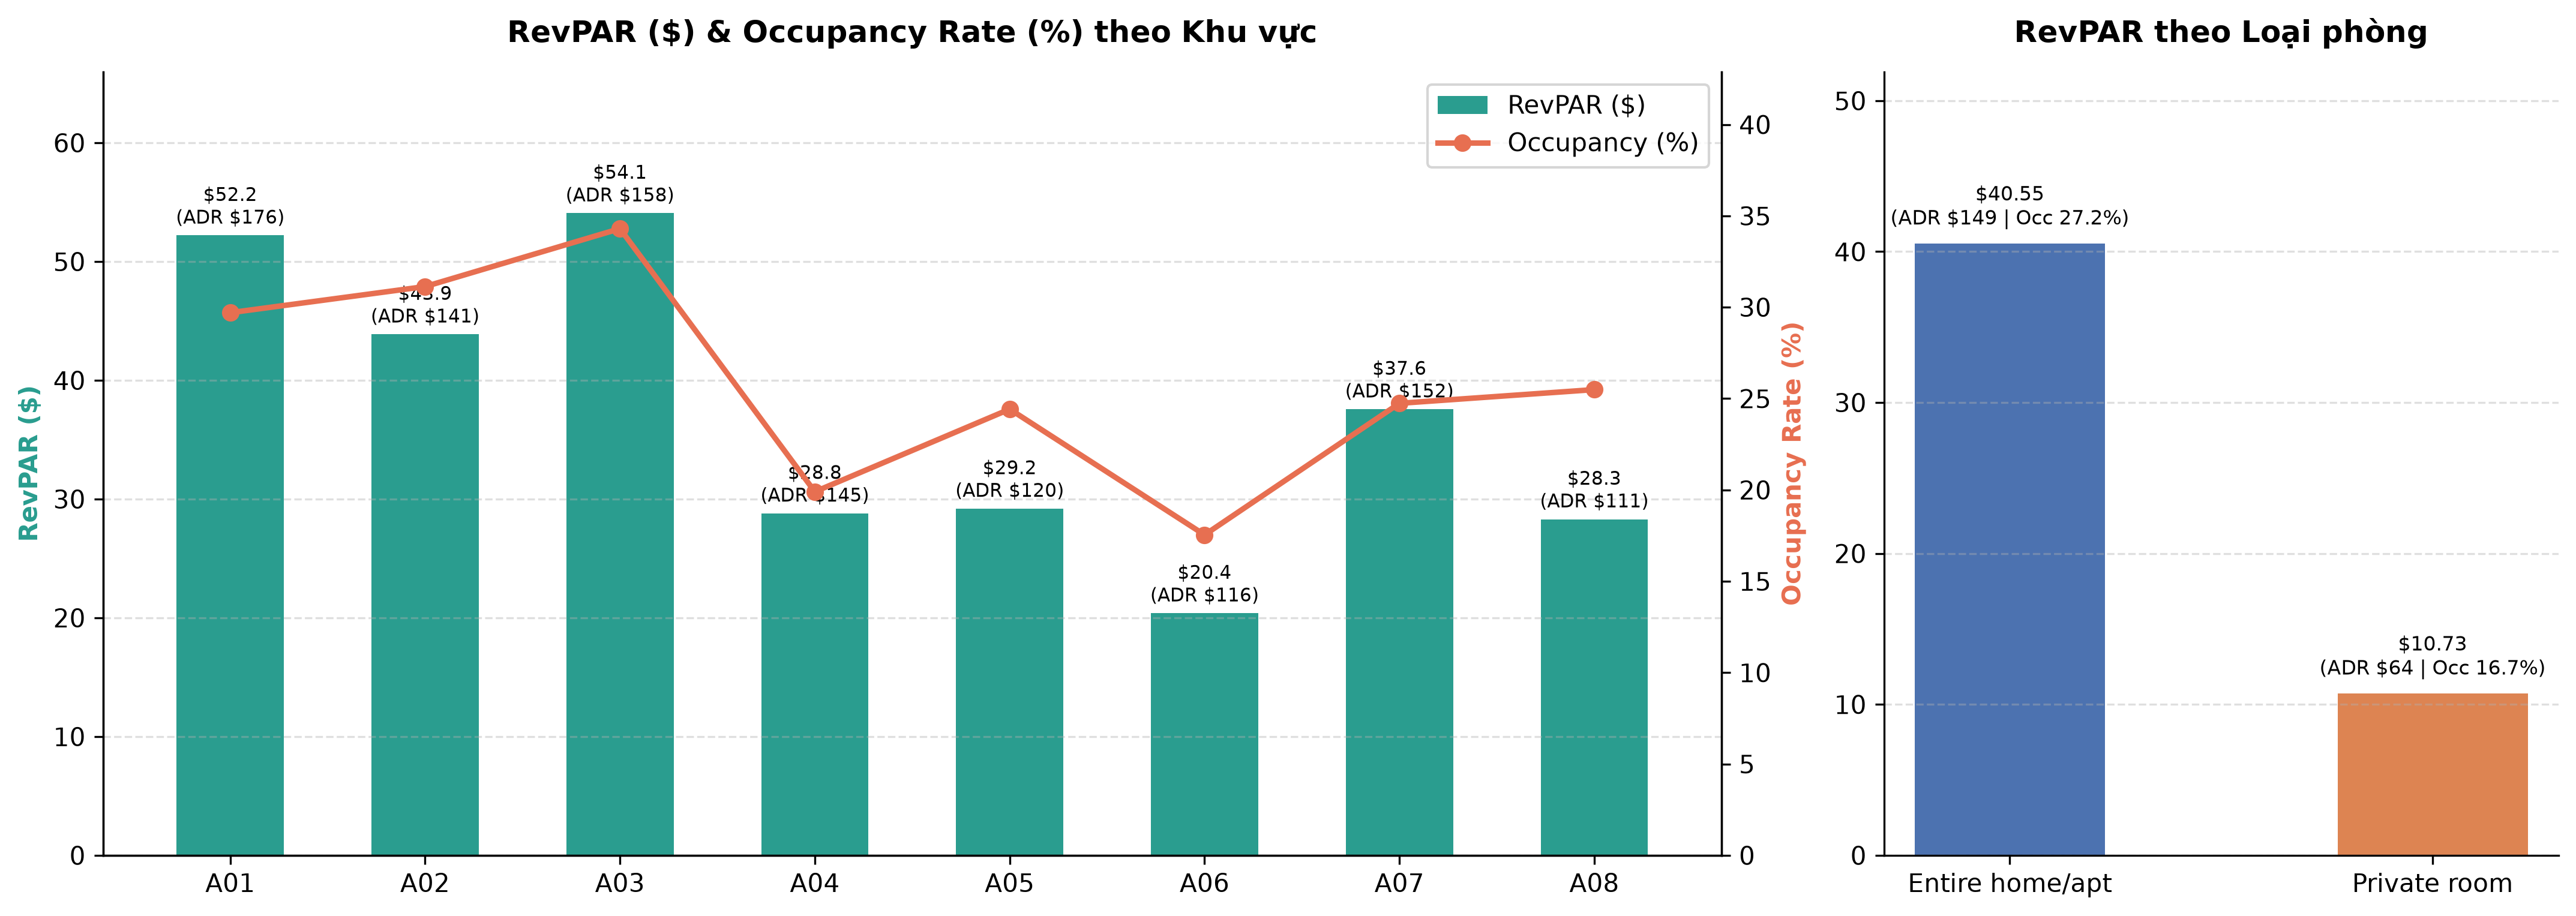 RevPAR ($) & Occupancy Rate (%) theo Khu vực
RevPAR ($)
60
50
40
30
20
10
0
$52.2
(ADR $176)
$43.9
(ADR $141)
$54.1
(ADR $158)
$28.8
(ADR $145)
$29.2
(ADR $120)
$20.4
(ADR $116)
$37.6
(ADR $152)
$28.3
(ADR $111)
A01
A02
A03
A04
A05
A06
A07
A08
RevPAR ($)
Occupancy (%)
40
35
30
25
20
15
10
5
0
Occupancy Rate (%)
RevPAR theo Loại phòng
50
40
30
20
10
0
$40.55
(ADR $149 | Occ 27.2%)
$10.73
(ADR $64 | Occ 16.7%)
Entire home/apt
Private room